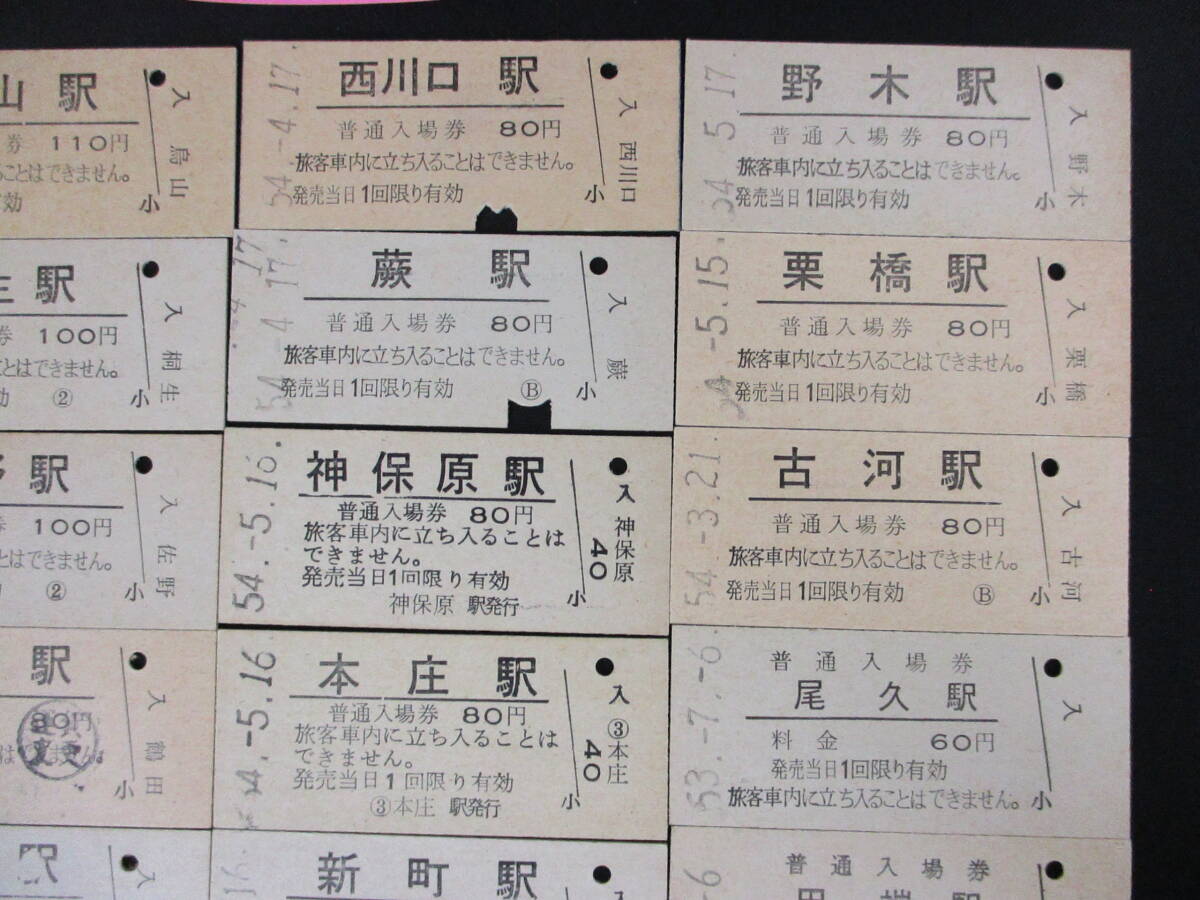 山駅
券 110円
ることはできません。
有効
小
入 烏山
生駅
券 100円
とはできません。
効 ②
小
入 桐生
野駅
券 100円
とはできません。
②
小
入 佐野
駅
80円
変更
はできません。
小
入 鶴田
駅
入
54.-4.17
西川口 駅
普通入場券 80円
旅客車内に立ち入ることはできません。
発売当日1回限り有効
小
入 西川口
54-4 17.
蕨 駅
普通入場券 80円
旅客車内に立ち入ることはできません。
発売当日1回限り有効 Ⓑ
小
入 蕨
54.-5.16.
神保原駅
普通入場券 80円
旅客車内に立ち入ることは
できません。
発売当日1回限り有効
神保原 駅発行
小
入 神保原
40
54.-5.16
本庄駅
普通入場券 80円
旅客車内に立ち入ることは
できません。
発売当日1回限り有効
③本庄 駅発行
小
入 ③本庄
40
16
新町駅
入
54 5.17.
野木駅
普通入場券 80円
旅客車内に立ち入ることはできません。
発売当日1回限り有効
小
入 野木
54-5.15.
栗橋駅
普通入場券 80円
旅客車内に立ち入ることはできません。
発売当日1回限り有効
小
入 栗橋
54-3.21.
古河駅
普通入場券 80円
旅客車内に立ち入ることはできません。
発売当日1回限り有効 Ⓑ
小
入 古河
53.-7.-6
普通入場券
尾久駅
料金 60円
発売当日1回限り有効
旅客車内に立ち入ることはできません。
小
入
-6
普通入場券
田端駅
入